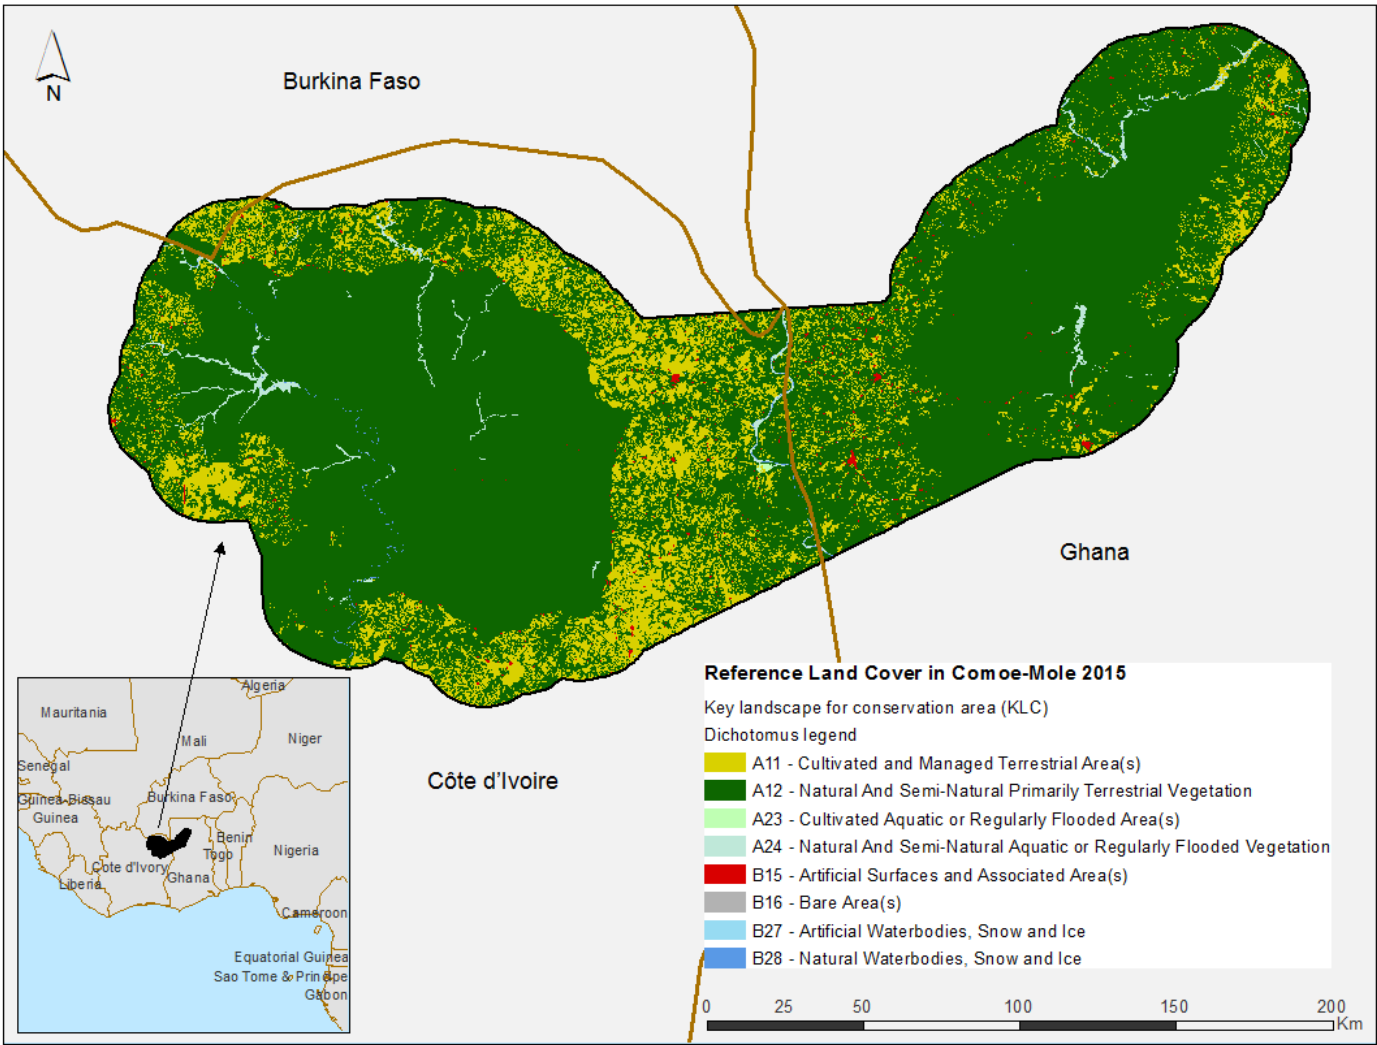 N
Burkina Faso
Ghana
Côte d'Ivoire
Reference Land Cover in Comoe-Mole 2015
Key landscape for conservation area (KLC)
Dichotomus legend
A11 - Cultivated and Managed Terrestrial Area(s)
A12 - Natural And Semi-Natural Primarily Terrestrial Vegetation
A23 - Cultivated Aquatic or Regularly Flooded Area(s)
A24 - Natural And Semi-Natural Aquatic or Regularly Flooded Vegetation
B15 - Artificial Surfaces and Associated Area(s)
B16 - Bare Area(s)
B27 - Artificial Waterbodies, Snow and Ice
B28 - Natural Waterbodies, Snow and Ice
0 25 50 100 150 200
Km
Algeria
Mauritania
Mali
Niger
Senegal
Guinea-Bissau
Burkina Faso
Guinea
Benin
Togo
Nigeria
Cote d'Ivory
Ghana
Liberia
Cameroon
Equatorial Guinea
Sao Tome & Principe
Gabon